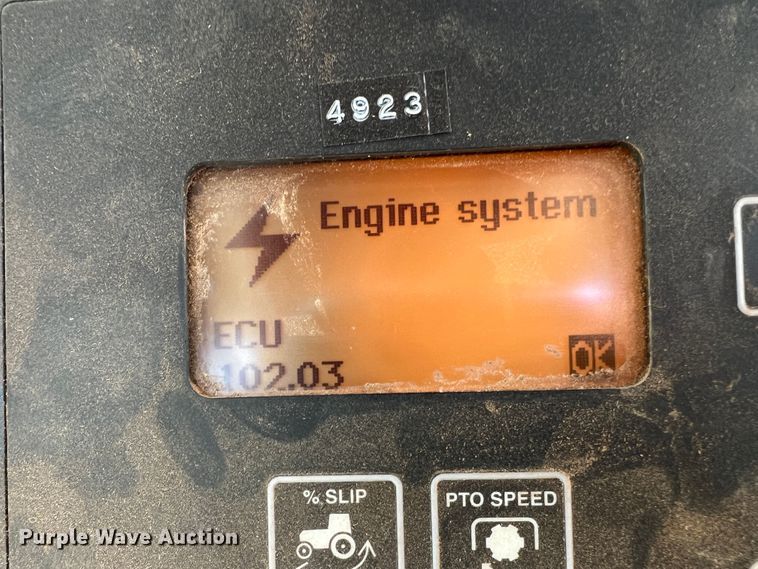 4923
Engine system
ECU
102.03
OK
% SLIP
PTO SPEED
Purple Wave Auction